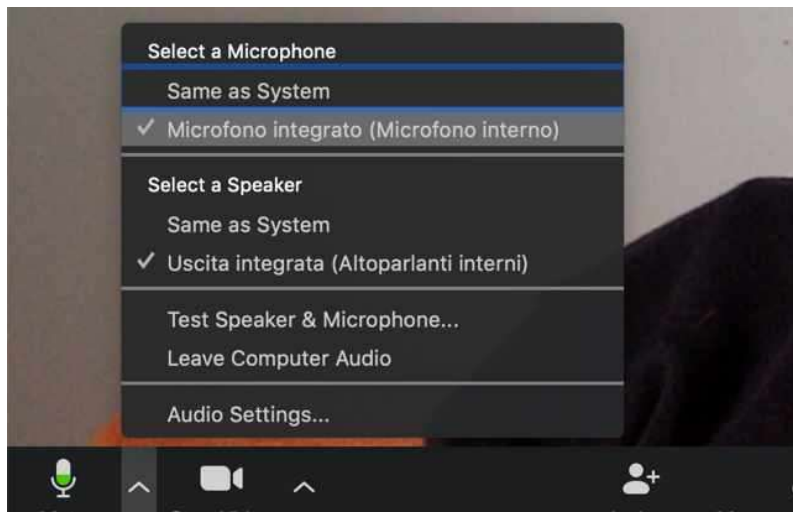 Select a Microphone
Same as System
Microfono integrato (Microfono interno)
Select a Speaker
Same as System
Uscita integrata (Altoparlanti interni)
Test Speaker & Microphone...
Leave Computer Audio
Audio Settings...